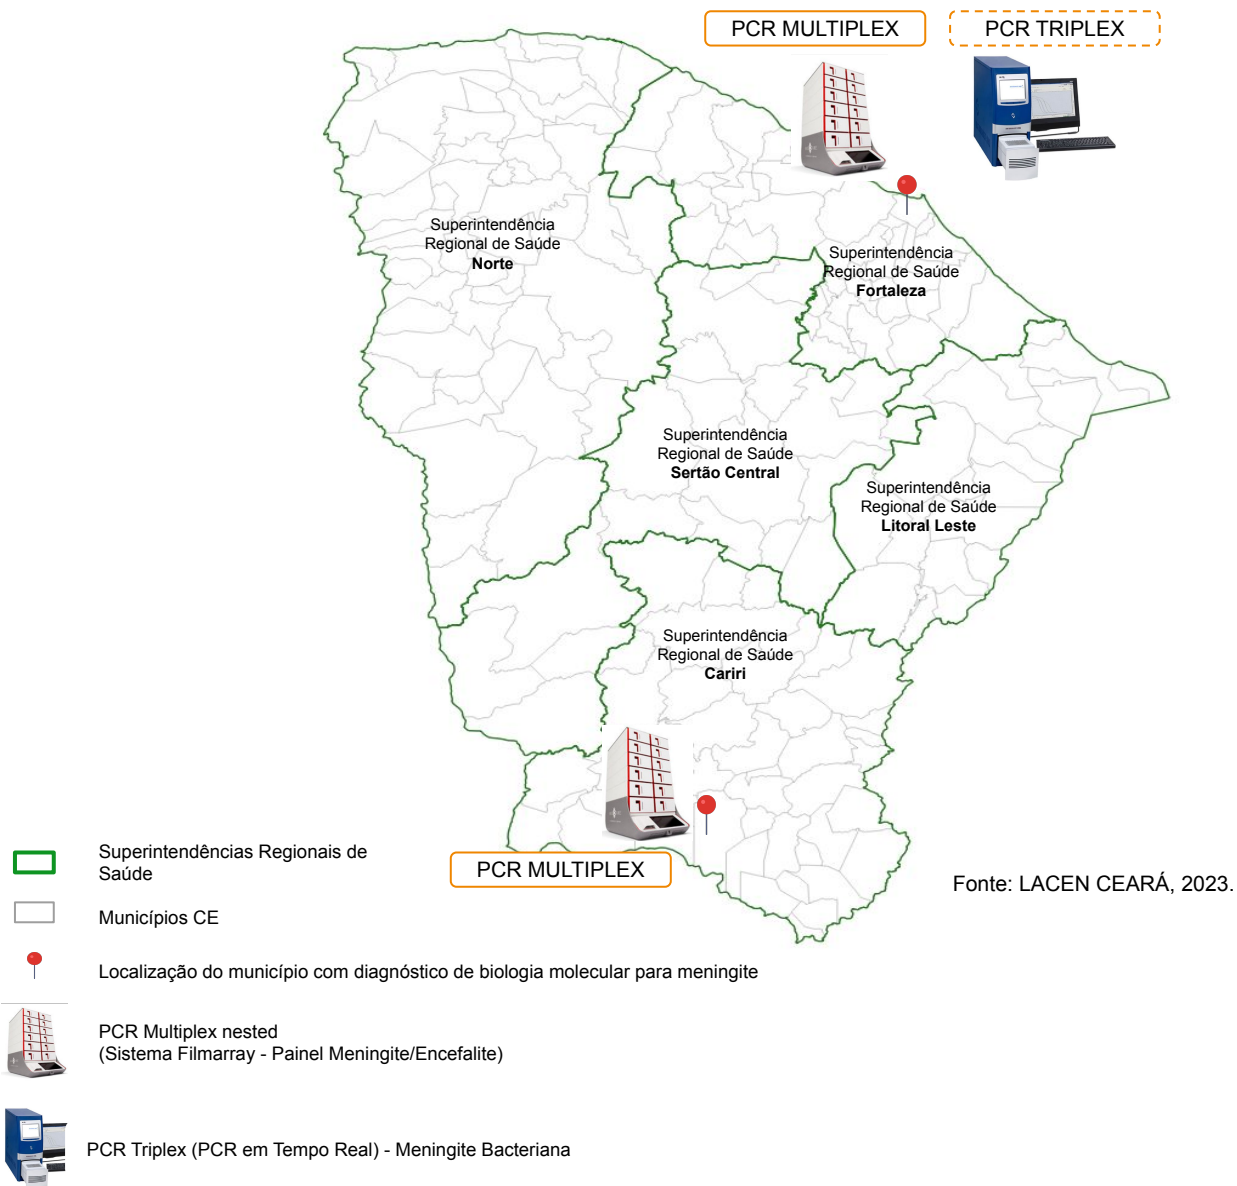 PCR MULTIPLEX
PCR TRIPLEX
Superintendência
Regional de Saúde
Norte
Superintendência
Regional de Saúde
Fortaleza
Superintendência
Regional de Saúde
Sertão Central
Superintendência
Regional de Saúde
Litoral Leste
Superintendência
Regional de Saúde
Cariri
PCR MULTIPLEX
Fonte: LACEN CEARÁ, 2023.
Superintendências Regionais de
Saúde
Municípios CE
Localização do município com diagnóstico de biologia molecular para meningite
PCR Multiplex nested
(Sistema Filmarray - Painel Meningite/Encefalite)
PCR Triplex (PCR em Tempo Real) - Meningite Bacteriana